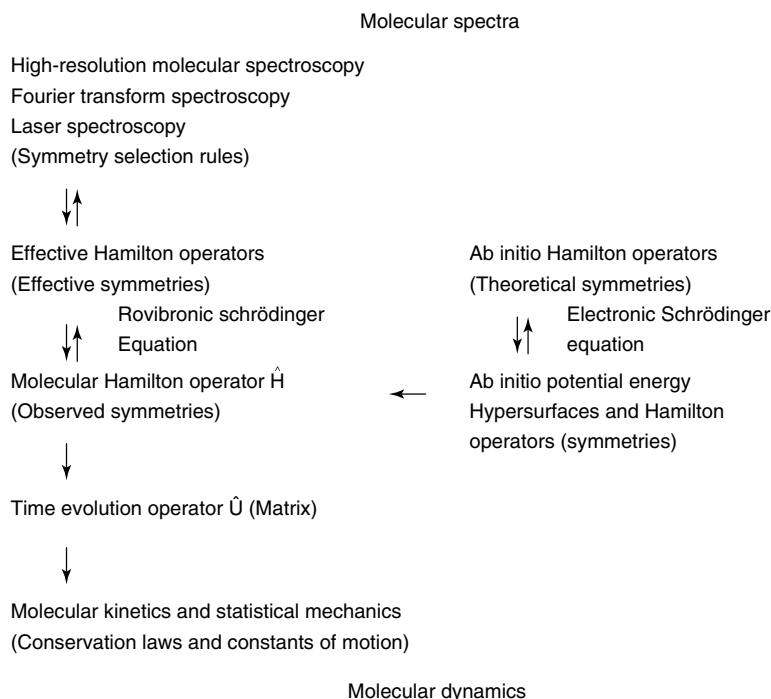 Molecular spectra
High-resolution molecular spectroscopy
Fourier transform spectroscopy
Laser spectroscopy
(Symmetry selection rules)
Effective Hamilton operators
(Effective symmetries)
Rovibronic schrödinger
Equation
Molecular Hamilton operator Ĥ
(Observed symmetries)
Ab initio Hamilton operators
(Theoretical symmetries)
Electronic Schrödinger
equation
Ab initio potential energy
Hypersurfaces and Hamilton
operators (symmetries)
Time evolution operator Û (Matrix)
Molecular kinetics and statistical mechanics
(Conservation laws and constants of motion)
Molecular dynamics